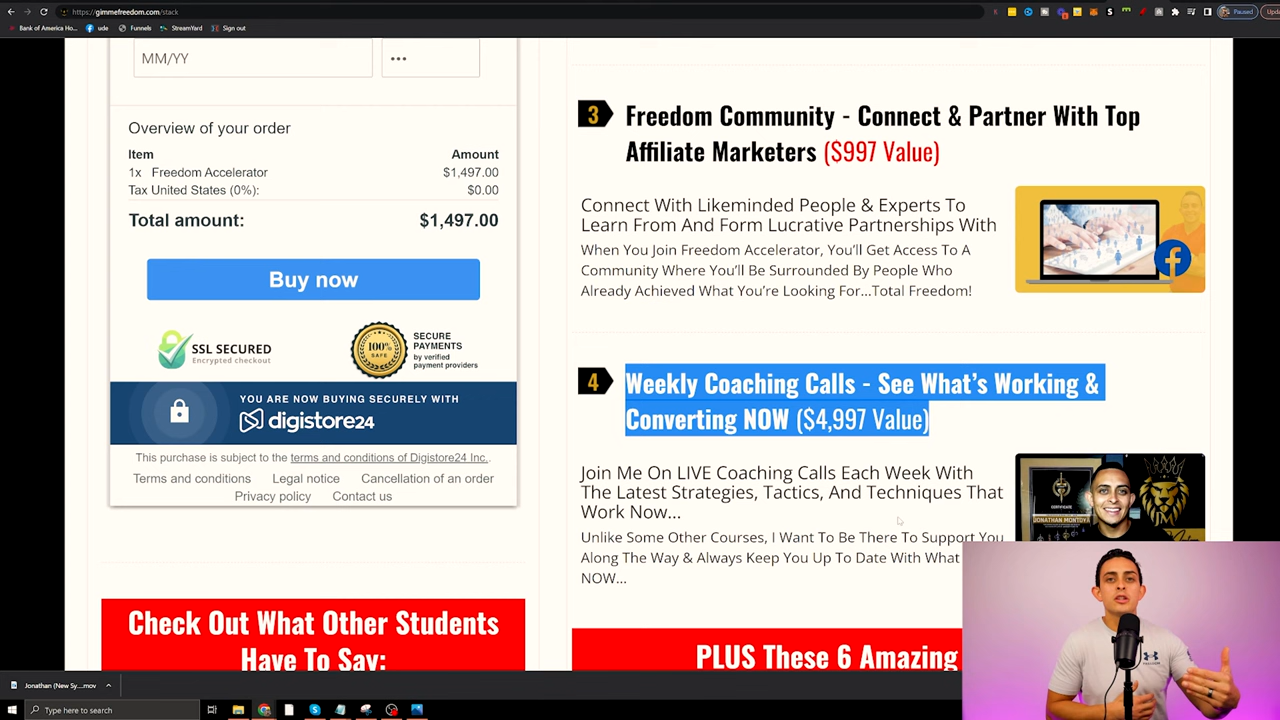 https://gimmefreedom.com/stack
Paused
Bank of America Ho...
ude
Funnels
StreamYard
Sign out
MM/YY
•••
Overview of your order
Item Amount
1x Freedom Accelerator $1,497.00
Tax United States (0%): $0.00
Total amount: $1,497.00
Buy now
SSL SECURED
Encrypted checkout
100%
SAFE
SECURE
PAYMENTS
by verified
payment providers
YOU ARE NOW BUYING SECURELY WITH
digistore24
This purchase is subject to the terms and conditions of Digistore24 Inc..
Terms and conditions Legal notice Cancellation of an order
Privacy policy Contact us
Check Out What Other Students
Have To Say:
3
Freedom Community - Connect & Partner With Top
Affiliate Marketers ($997 Value)
Connect With Likeminded People & Experts To
Learn From And Form Lucrative Partnerships With
When You Join Freedom Accelerator, You'll Get Access To A
Community Where You'll Be Surrounded By People Who
Already Achieved What You're Looking For...Total Freedom!
4
Weekly Coaching Calls - See What's Working &
Converting NOW ($4,997 Value)
Join Me On LIVE Coaching Calls Each Week With
The Latest Strategies, Tactics, And Techniques That
Work Now...
Unlike Some Other Courses, I Want To Be There To Support You
Along The Way & Always Keep You Up To Date With What
NOW...
CERTIFICATE
JONATHAN MONTOYA
PLUS These 6 Amazing
Jonathan (New Sy....mov
Type here to search